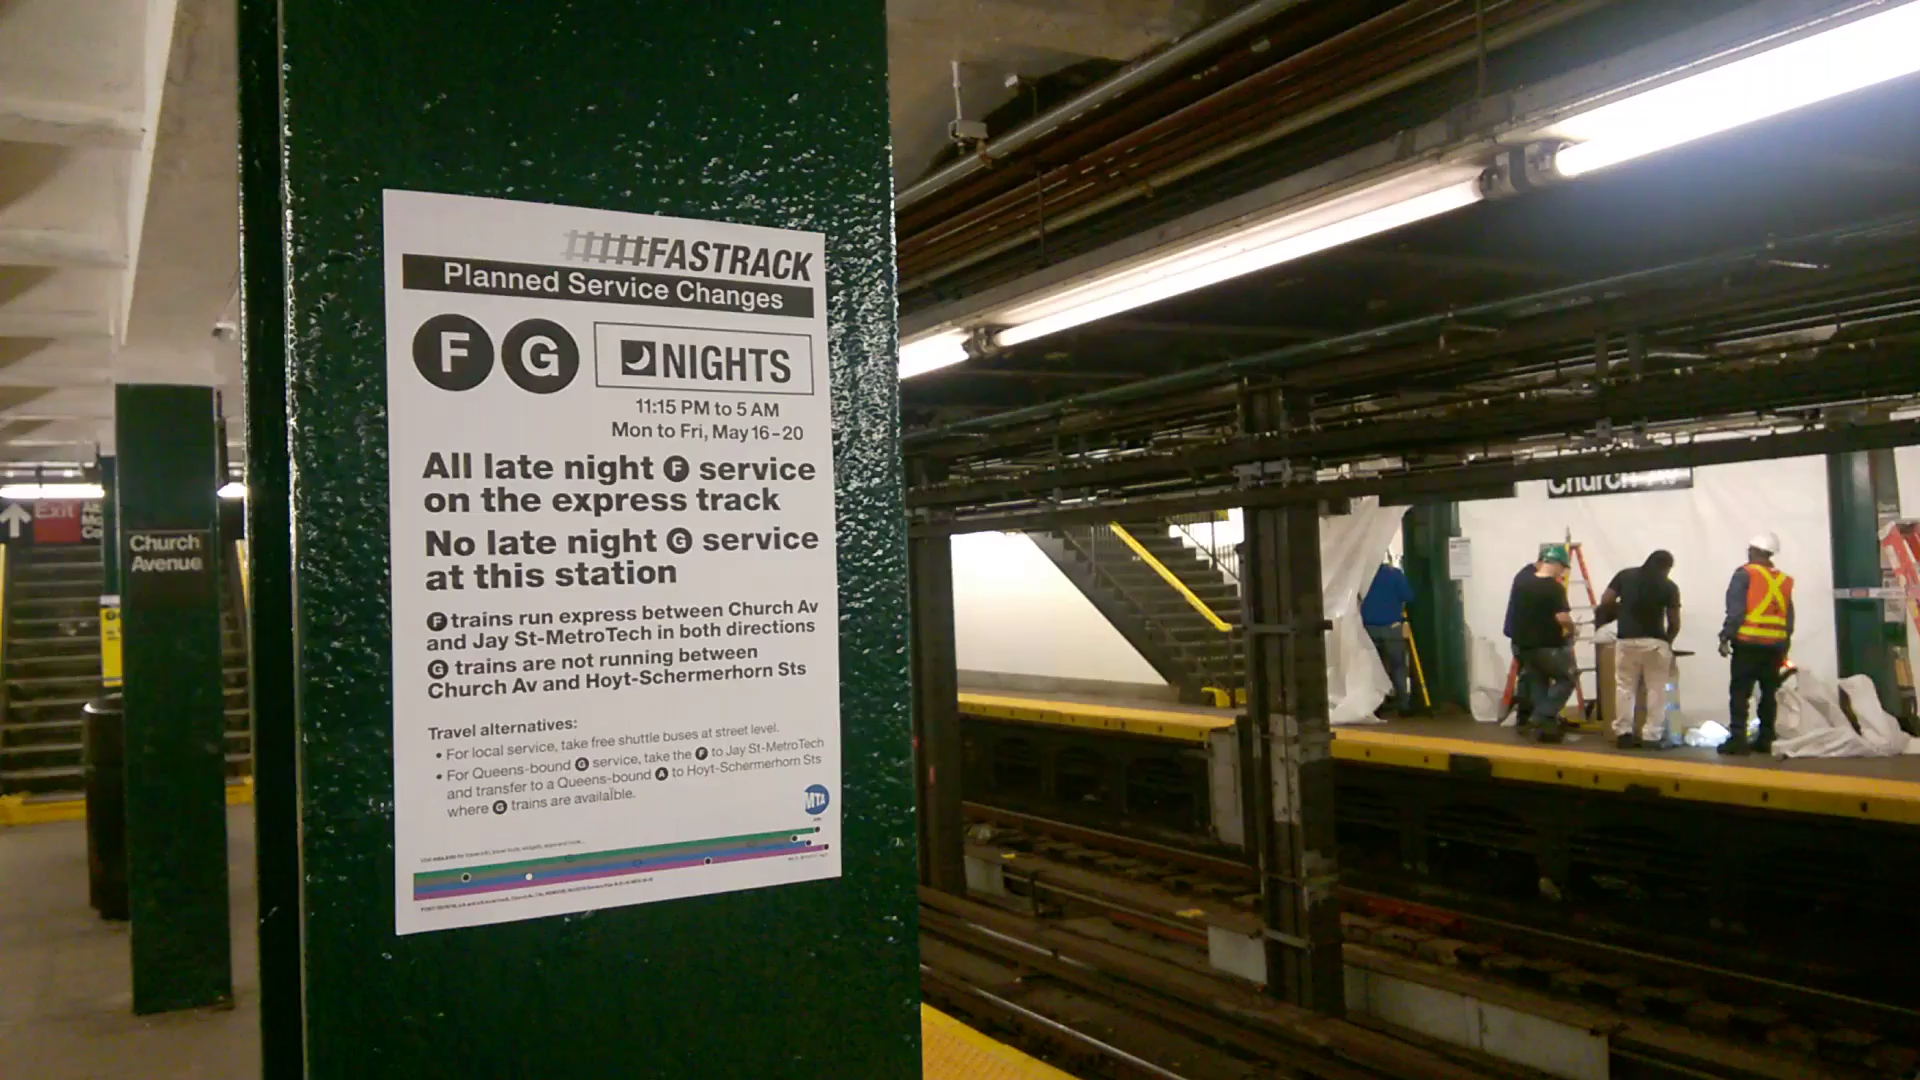 FASTRACK
Planned Service Changes
F G NIGHTS
11:15 PM to 5 AM
Mon to Fri, May 16-20
All late night F service
on the express track
No late night G service
at this station
F trains run express between Church Av
and Jay St-MetroTech in both directions
G trains are not running between
Church Av and Hoyt-Schermerhorn Sts
Travel alternatives:
• For local service, take free shuttle buses at street level.
• For Queens-bound G service, take the F to Jay St-MetroTech
and transfer to a Queens-bound A to Hoyt-Schermerhorn Sts
where G trains are available.
MTA
Exit
Church
Avenue
Church Av